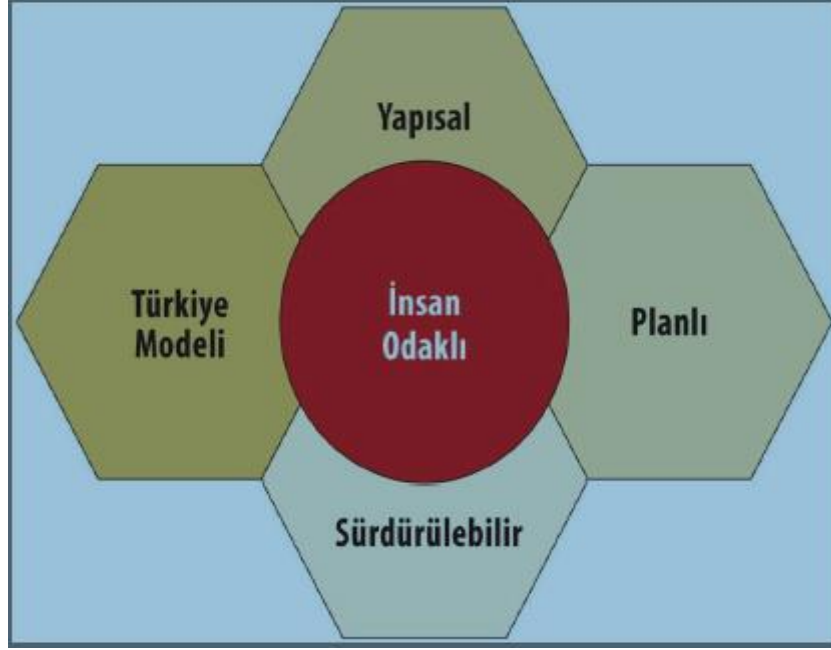 Yapısal
Türkiye
Modeli
İnsan
Odaklı
Planlı
Sürdürülebilir